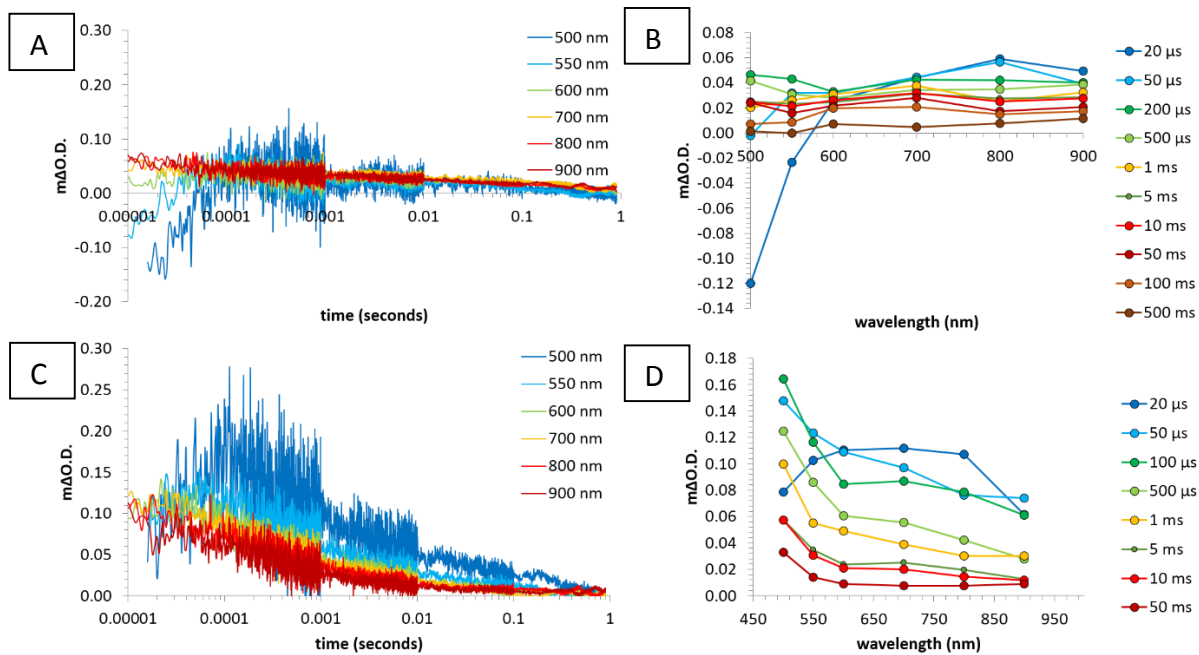 A
mΔO.D.
0.30
0.20
0.10
0.00
-0.10
-0.20
0.00001
0.0001
0.001
0.01
0.1
1
time (seconds)
500 nm
550 nm
600 nm
700 nm
800 nm
900 nm
B
mΔO.D.
0.08
0.06
0.04
0.02
0.00
-0.02
-0.04
-0.06
-0.08
-0.10
-0.12
-0.14
500
600
700
800
900
wavelength (nm)
20 μs
50 μs
200 μs
500 μs
1 ms
5 ms
10 ms
50 ms
100 ms
500 ms
C
mΔO.D.
0.30
0.25
0.20
0.15
0.10
0.05
0.00
0.00001
0.0001
0.001
0.01
0.1
1
time (seconds)
500 nm
550 nm
600 nm
700 nm
800 nm
900 nm
D
mΔO.D.
0.18
0.16
0.14
0.12
0.10
0.08
0.06
0.04
0.02
0.00
450
550
650
750
850
950
wavelength (nm)
20 μs
50 μs
100 μs
500 μs
1 ms
5 ms
10 ms
50 ms